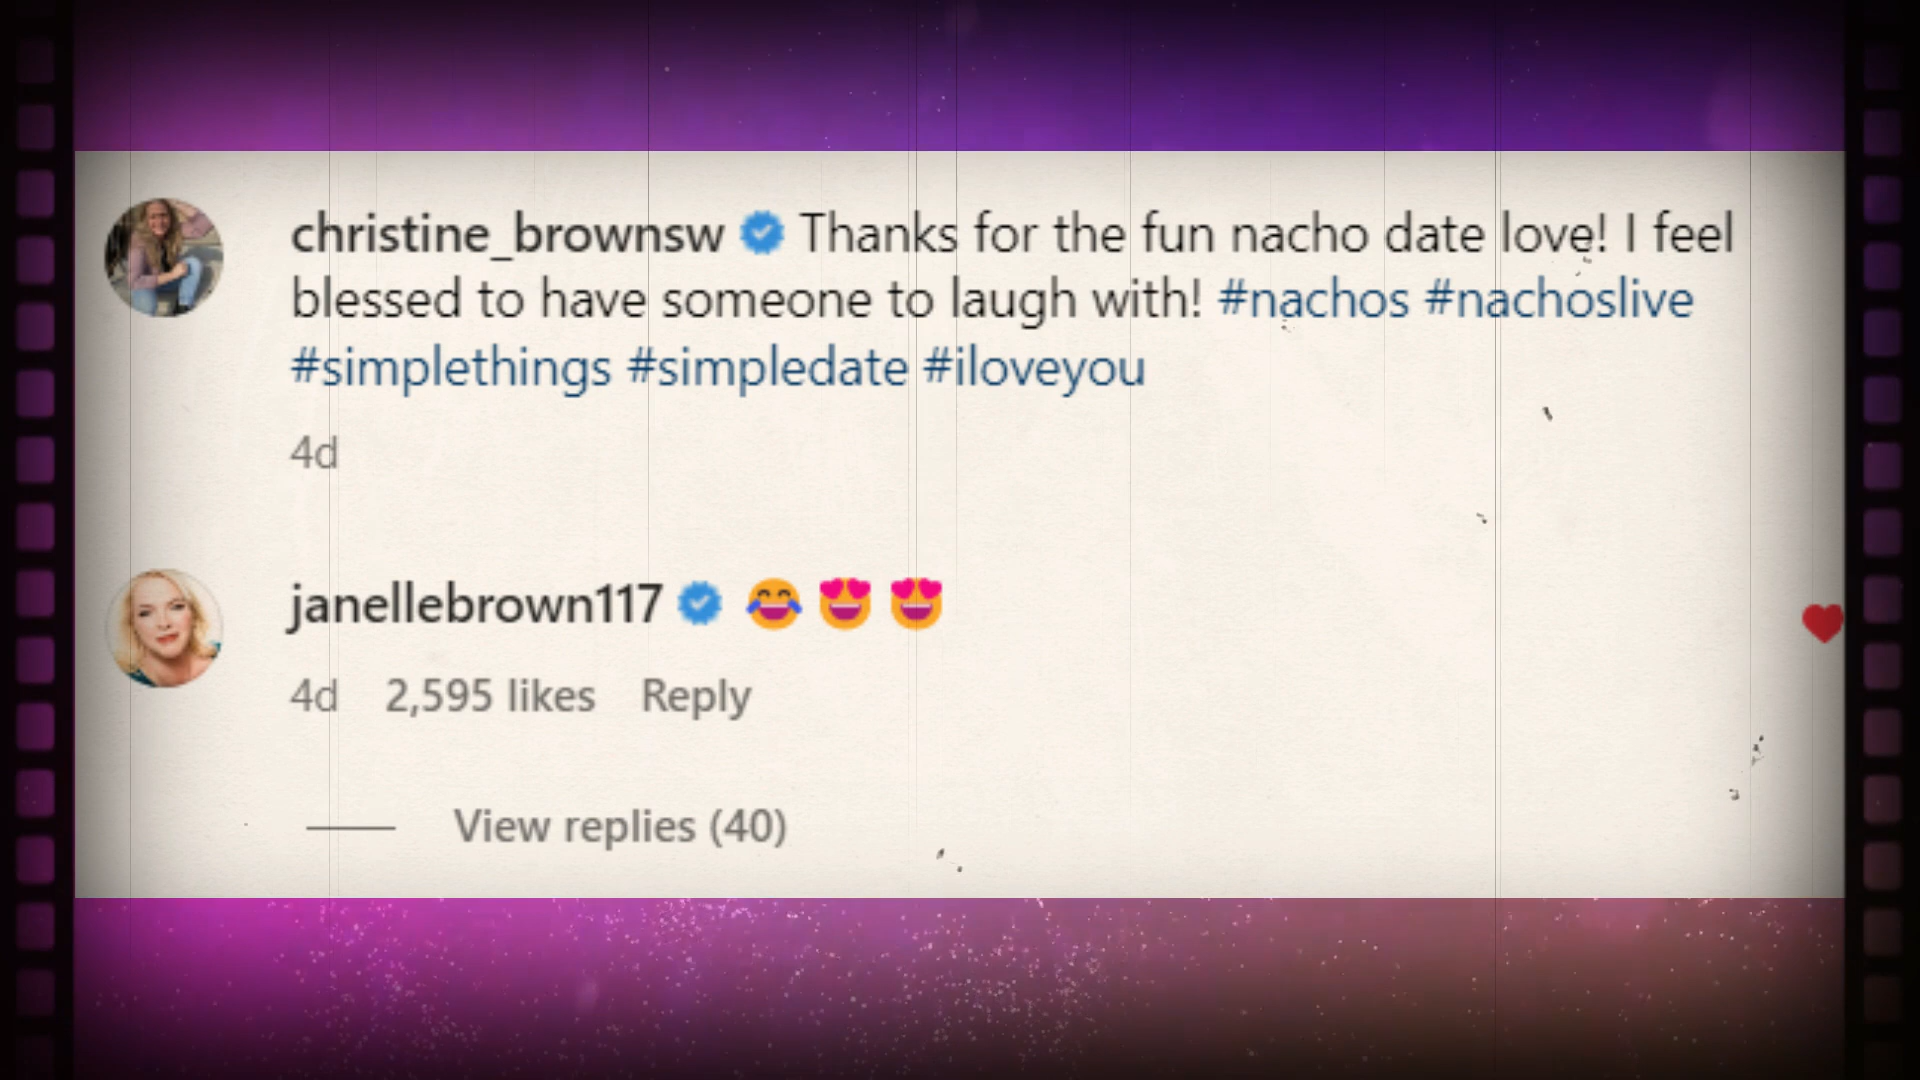 christine_brownsw Thanks for the fun nacho date love! I feel
blessed to have someone to laugh with! #nachos #nachoslive
#simplethings #simpledate #iloveyou
4d
janellebrown117 😂 😍 😍
4d 2,595 likes Reply
View replies (40)